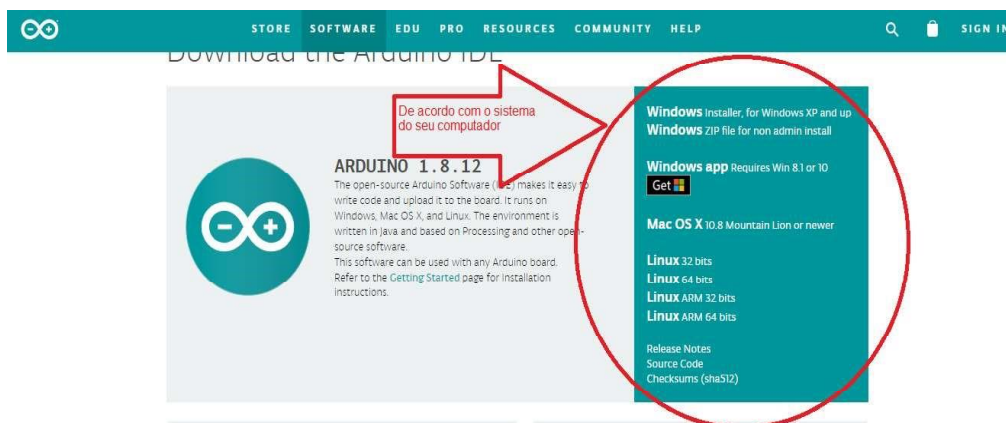 STORE SOFTWARE EDU PRO RESOURCES COMMUNITY HELP SIGN IN
Download the Arduino IDE
De acordo com o sistema
do seu computador
ARDUINO 1.8.12
The open-source Arduino Software (IDE) makes it easy to
write code and upload it to the board. It runs on
Windows, Mac OS X, and Linux. The environment is
written in Java and based on Processing and other open-
source software.
This software can be used with any Arduino board.
Refer to the Getting Started page for Installation
instructions.
Windows Installer, for Windows XP and up
Windows ZIP file for non admin install
Windows app Requires Win 8.1 or 10
Get
Mac OS X 10.8 Mountain Lion or newer
Linux 32 bits
Linux 64 bits
Linux ARM 32 bits
Linux ARM 64 bits
Release Notes
Source Code
Checksums (sha512)